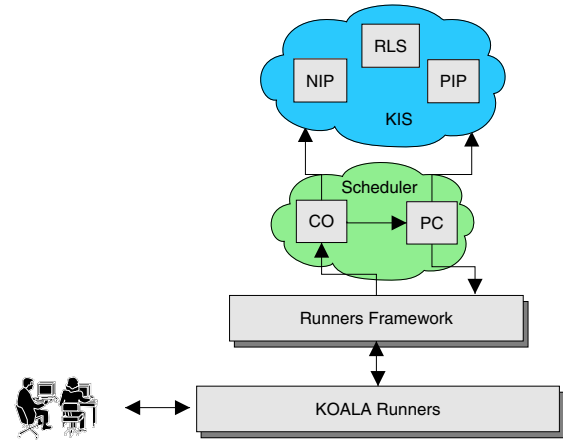 RLS
NIP
PIP
KIS
Scheduler
CO
PC
Runners Framework
KOALA Runners